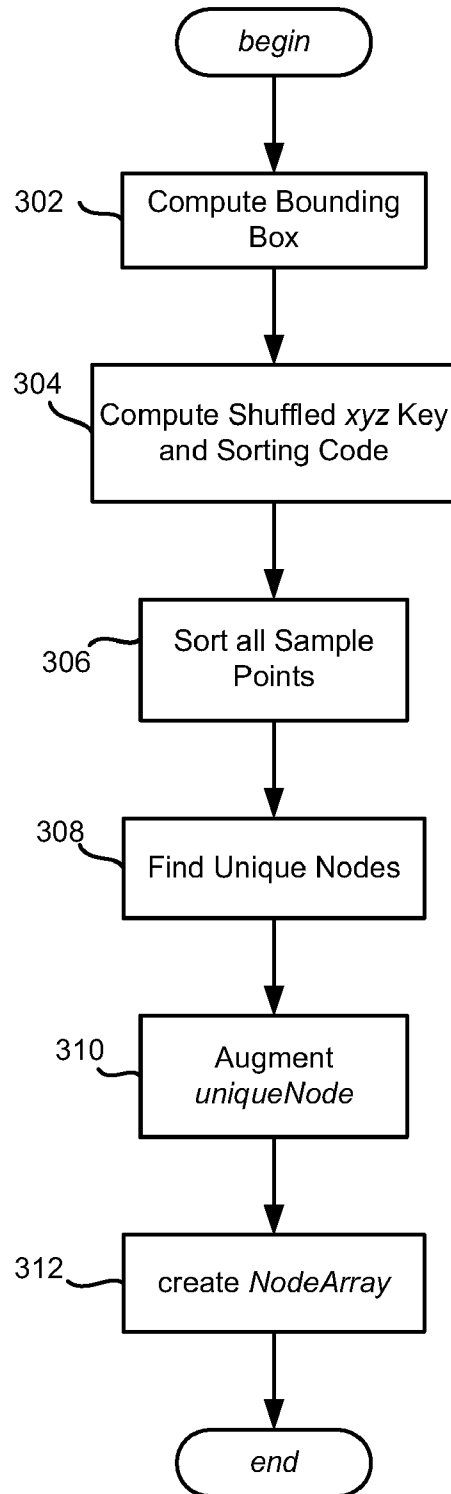 begin
302
Compute Bounding
Box
304
Compute Shuffled xyz Key
and Sorting Code
306
Sort all Sample
Points
308
Find Unique Nodes
310
Augment
uniqueNode
312
create NodeArray
end